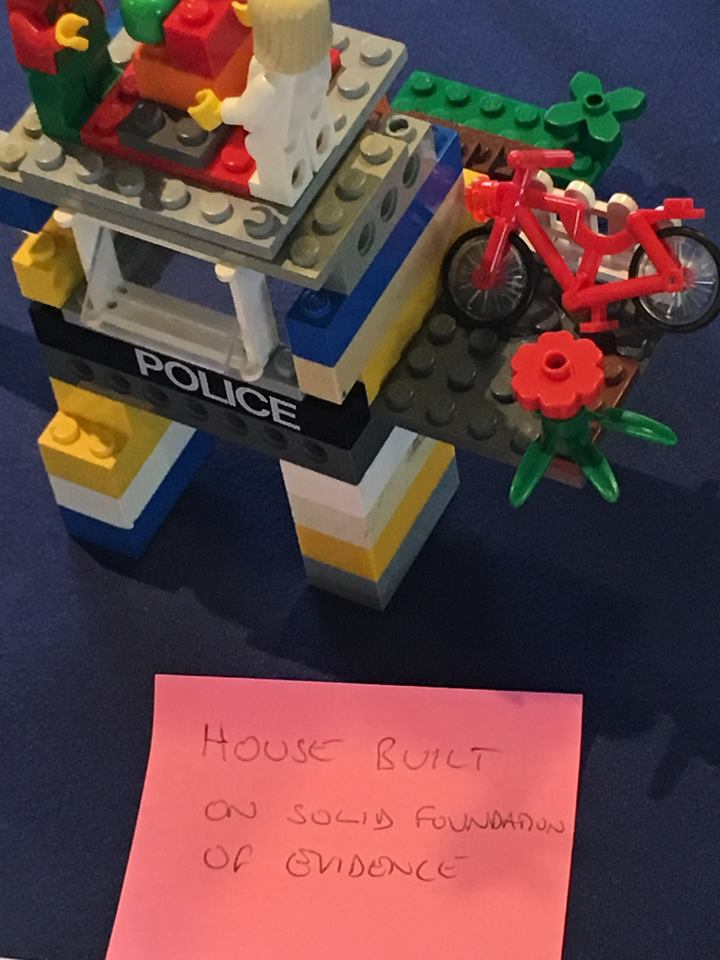 POLICE
HOUSE BUILT
ON SOLID FOUNDATION
OF EVIDENCE